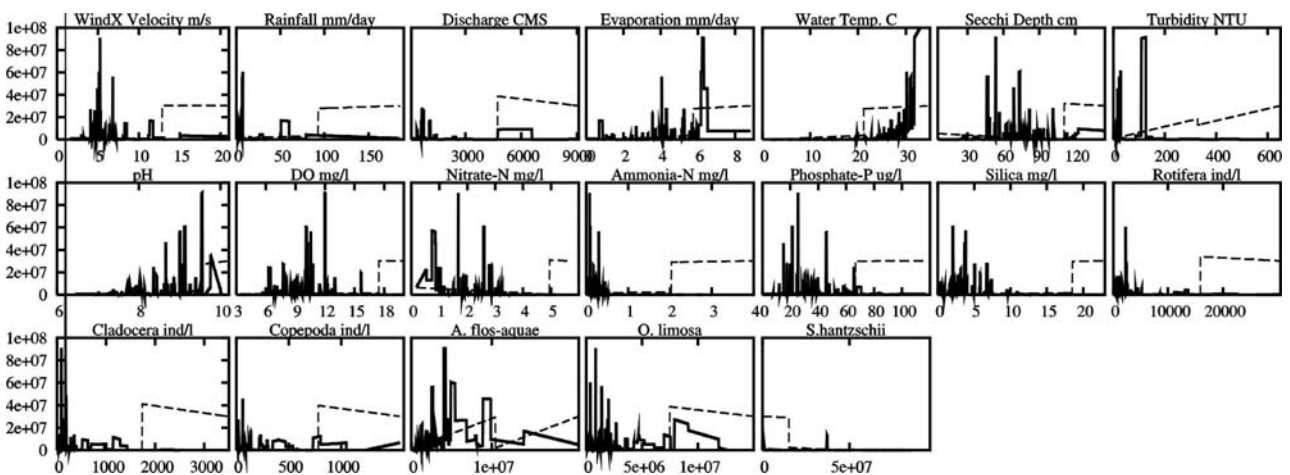 WindX Velocity m/s Rainfall mm/day Discharge CMS Evaporation mm/day Water Temp. C Secchi Depth cm Turbidity NTU
1e+08
8e+07
6e+07
4e+07
2e+07
0
0 5 10 15 20 0 50 100 150 3000 6000 9000 0 2 4 6 8 0 10 20 30 30 60 90 120 0 200 400 600
pH DO mg/l Nitrate-N mg/l Ammonia-N mg/l Phosphate-P ug/l Silica mg/l Rotifera ind/l
1e+08
8e+07
6e+07
4e+07
2e+07
0
6 8 10 3 6 9 12 15 18 0 1 2 3 4 5 0 1 2 3 4 0 20 40 60 80 100 0 5 10 15 20 0 10000 20000
Cladocera ind/l Copepoda ind/l A. flos-aquae O. limosa S.hantzschii
1e+08
8e+07
6e+07
4e+07
2e+07
0
0 1000 2000 3000 0 500 1000 0 1e+07 0 5e+06 1e+07 0 5e+07